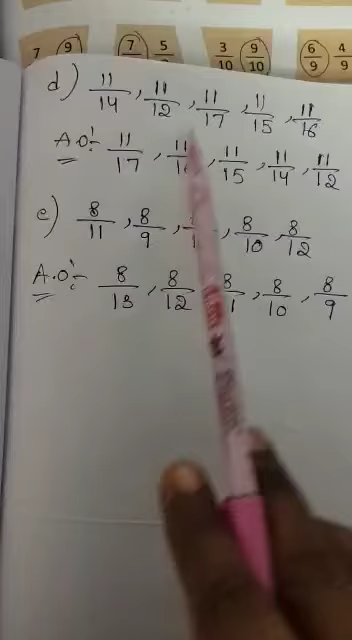 7 9 7 5 3/10 9/10 6/9 4/9
d) 11/14, 11/12, 11/17, 11/15, 11/16
A.O:- 11/17, 11/1, 11/15, 11/14, 11/12
e) 8/11, 8/9, 8/10, 8/12
A.O:- 8/13, 8/12, 8/1, 8/10, 8/9